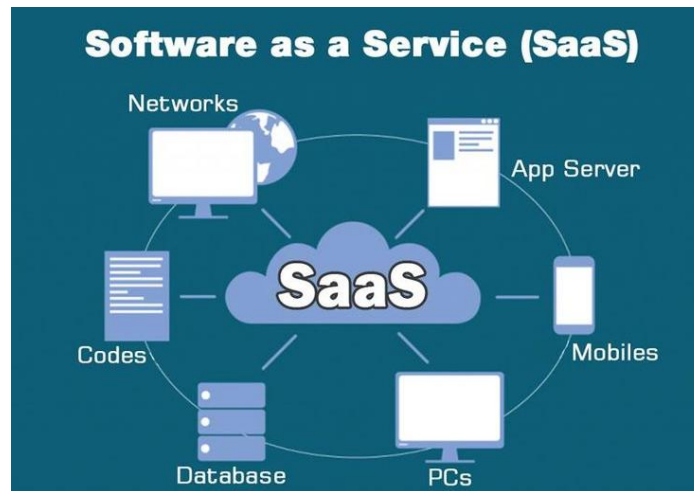 Software as a Service (SaaS)
Networks
App Server
SaaS
Codes
Mobiles
Database
PCs